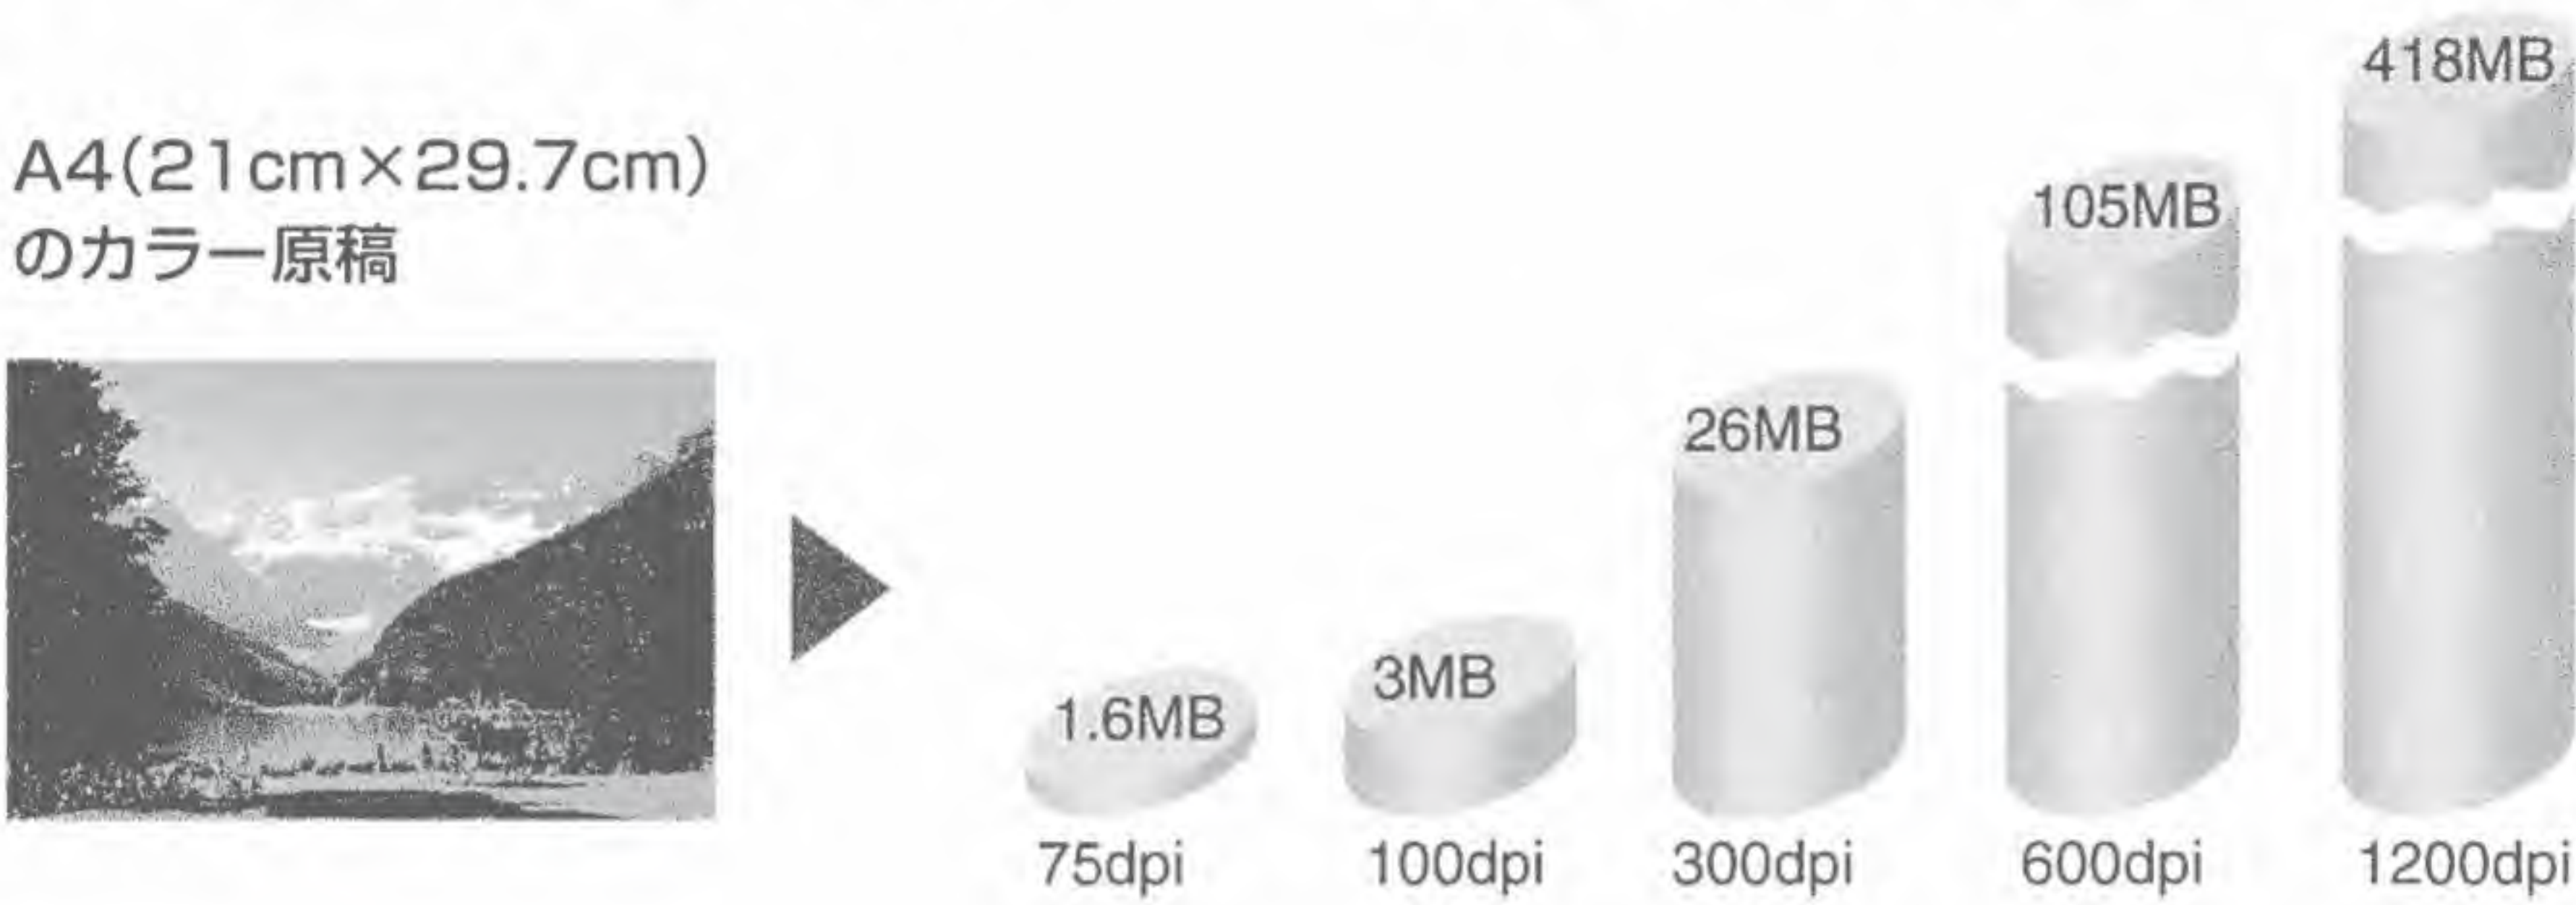 A4(21cm×29.7cm)
のカラー原稿
1.6MB
3MB
26MB
105MB
418MB
75dpi
100dpi
300dpi
600dpi
1200dpi